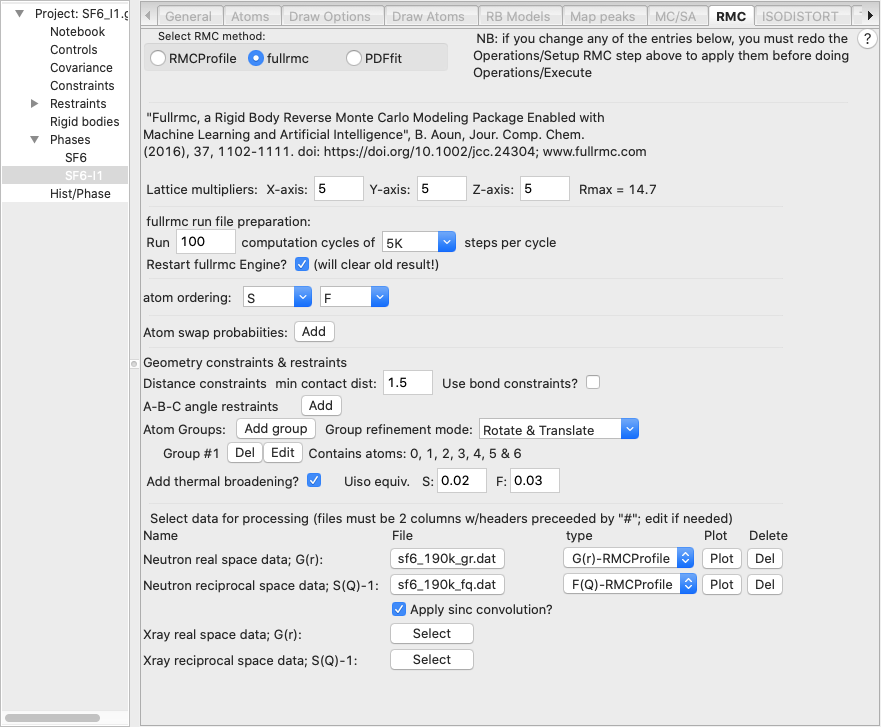 Project: SF6_I1.g
Notebook
Controls
Covariance
Constraints
Restraints
Rigid bodies
Phases
SF6
SF6-I1
Hist/Phase
General Atoms Draw Options Draw Atoms RB Models Map peaks MC/SA RMC ISODISTORT
Select RMC method:
RMCProfile fullrmc PDFfit
NB: if you change any of the entries below, you must redo the
Operations/Setup RMC step above to apply them before doing
Operations/Execute
?
"Fullrmc, a Rigid Body Reverse Monte Carlo Modeling Package Enabled with
Machine Learning and Artificial Intelligence", B. Aoun, Jour. Comp. Chem.
(2016), 37, 1102-1111. doi: https://doi.org/10.1002/jcc.24304; www.fullrmc.com
Lattice multipliers: X-axis: 5 Y-axis: 5 Z-axis: 5 Rmax = 14.7
fullrmc run file preparation:
Run 100 computation cycles of 5K steps per cycle
Restart fullrmc Engine? (will clear old result!)
atom ordering: S F
Atom swap probabiities: Add
Geometry constraints & restraints
Distance constraints min contact dist: 1.5 Use bond constraints?
A-B-C angle restraints Add
Atom Groups: Add group Group refinement mode: Rotate & Translate
Group #1 Del Edit Contains atoms: 0, 1, 2, 3, 4, 5 & 6
Add thermal broadening? Uiso equiv. S: 0.02 F: 0.03
Select data for processing (files must be 2 columns w/headers preceeded by "#"; edit if needed)
Name File type Plot Delete
Neutron real space data; G(r): sf6_190k_gr.dat G(r)-RMCProfile Plot Del
Neutron reciprocal space data; S(Q)-1: sf6_190k_fq.dat F(Q)-RMCProfile Plot Del
Apply sinc convolution?
Xray real space data; G(r): Select
Xray reciprocal space data; S(Q)-1: Select